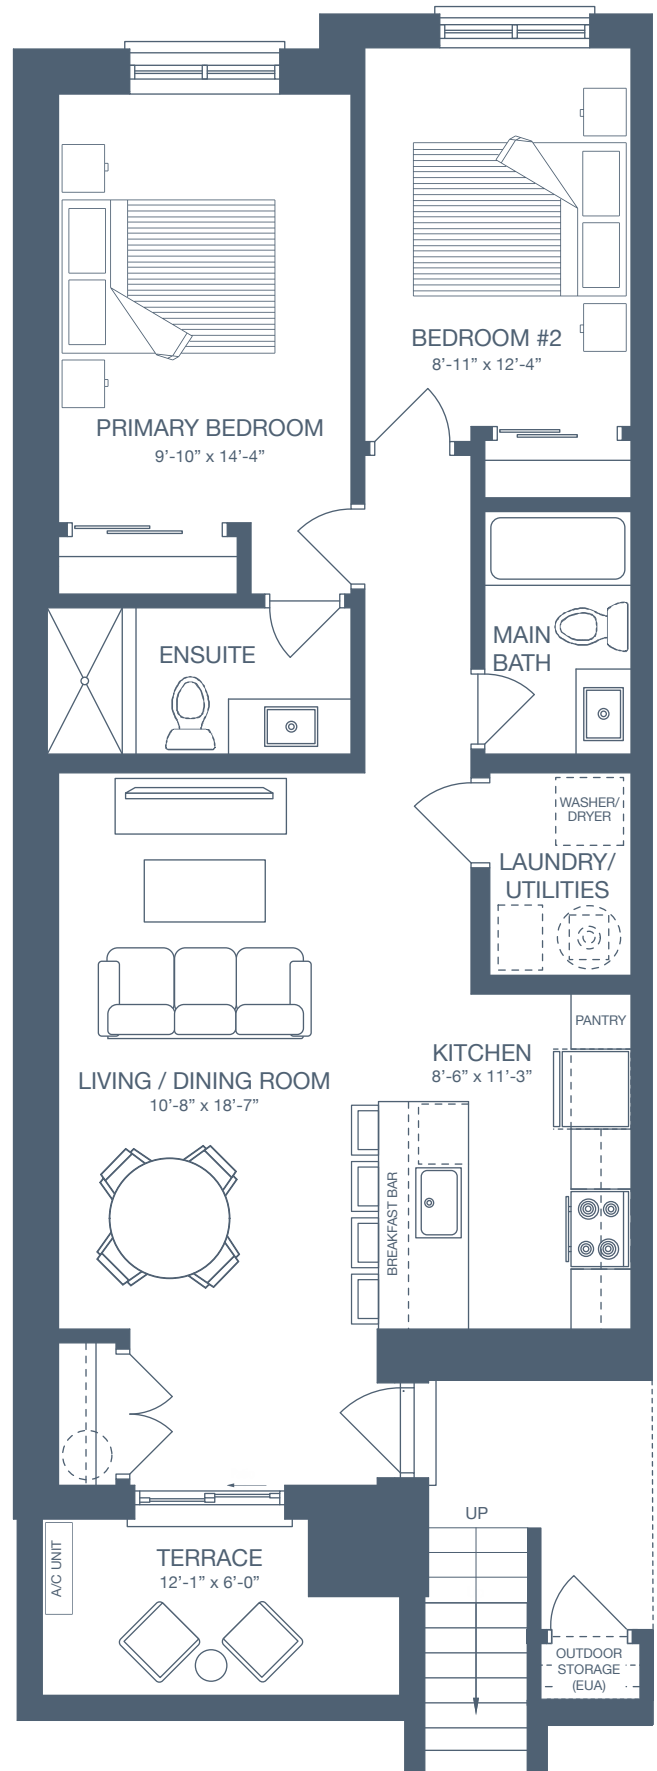 BEDROOM #2
8'-11” x 12'-4”
PRIMARY BEDROOM
9'-10” x 14'-4”
MAIN
BATH
ENSUITE
WASHER/
DRYER
LAUNDRY/
UTILITIES
PANTRY
KITCHEN
8'-6” x 11'-3”
LIVING / DINING ROOM
10'-8” x 18'-7”
BREAKFAST BAR
UP
A/C UNIT
TERRACE
12'-1” x 6'-0”
OUTDOOR
STORAGE
(EUA)